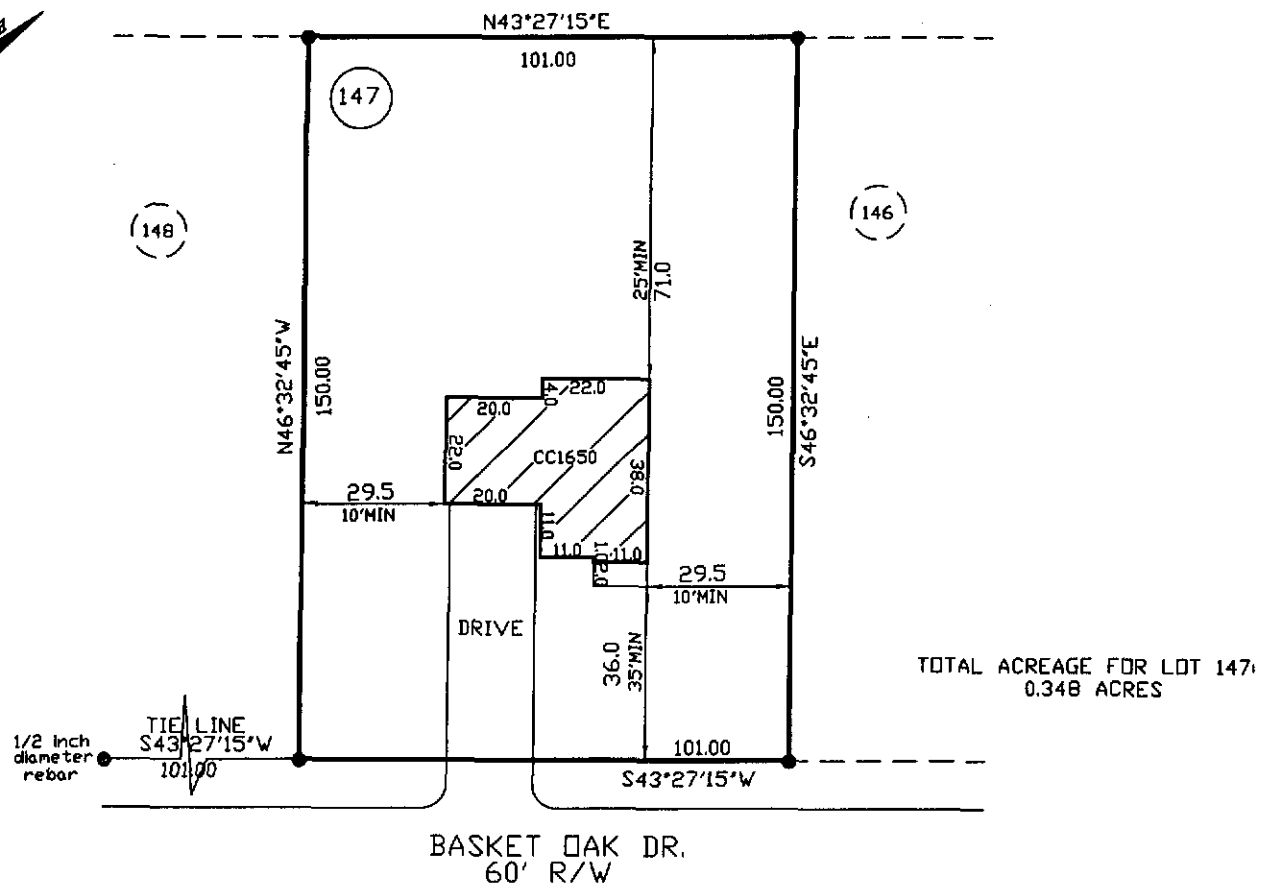 N43°27'15"E
101.00
147
148
146
25'MIN
71.0
N46°32'45"W
150.00
150.00
S46°32'45"E
4.0
22.0
20.0
22.0
CC1650
38.0
29.5
10'MIN
20.0
11.0
11.0
11.0
1.0
2.0
29.5
10'MIN
DRIVE
36.0
35'MIN
TOTAL ACREAGE FOR LOT 147:
0.348 ACRES
TIE LINE
S43°27'15"W
101.00
1/2 inch
diameter
rebar
101.00
S43°27'15"W
BASKET OAK DR.
60' R/W